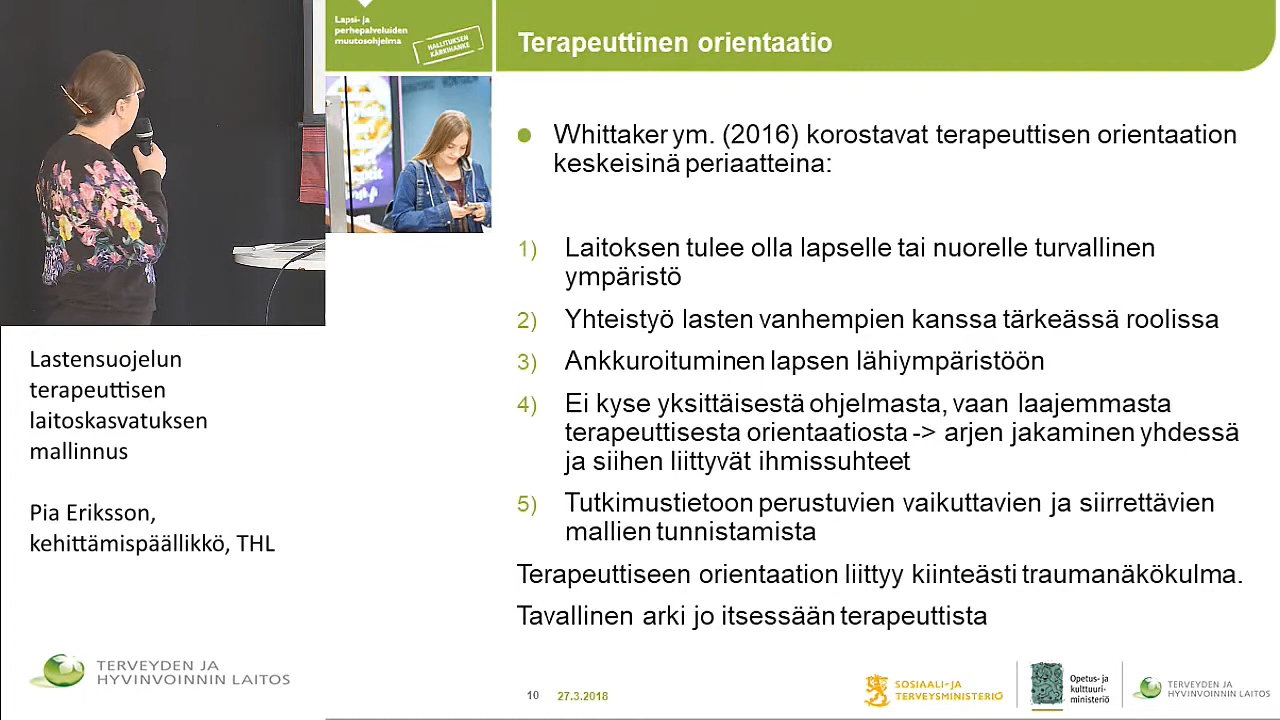 Lapsi- ja
perhepalveluiden
muutosohjelma
HALLITUKSEN
KÄRKIHANKE
Terapeuttinen orientaatio
Whittaker ym. (2016) korostavat terapeuttisen orientaation
keskeisinä periaatteina:
1) Laitoksen tulee olla lapselle tai nuorelle turvallinen
ympäristö
2) Yhteistyö lasten vanhempien kanssa tärkeässä roolissa
3) Ankkuroituminen lapsen lähiympäristöön
4) Ei kyse yksittäisestä ohjelmasta, vaan laajemmasta
terapeuttisesta orientaatiosta -> arjen jakaminen yhdessä
ja siihen liittyvät ihmissuhteet
5) Tutkimustietoon perustuvien vaikuttavien ja siirrettävien
mallien tunnistamista
Terapeuttiseen orientaation liittyy kiinteästi traumanäkökulma.
Tavallinen arki jo itsessään terapeuttista
Lastensuojelun
terapeuttisen
laitoskasvatuksen
mallinnus
Pia Eriksson,
kehittämispäällikkö, THL
TERVEYDEN JA
HYVINVOINNIN LAITOS
10 27.3.2018
SOSIAALI- JA
TERVEYSMINISTERIÖ
Opetus- ja
kulttuuri-
ministeriö
TERVEYDEN JA
HYVINVOINNIN LAITOS